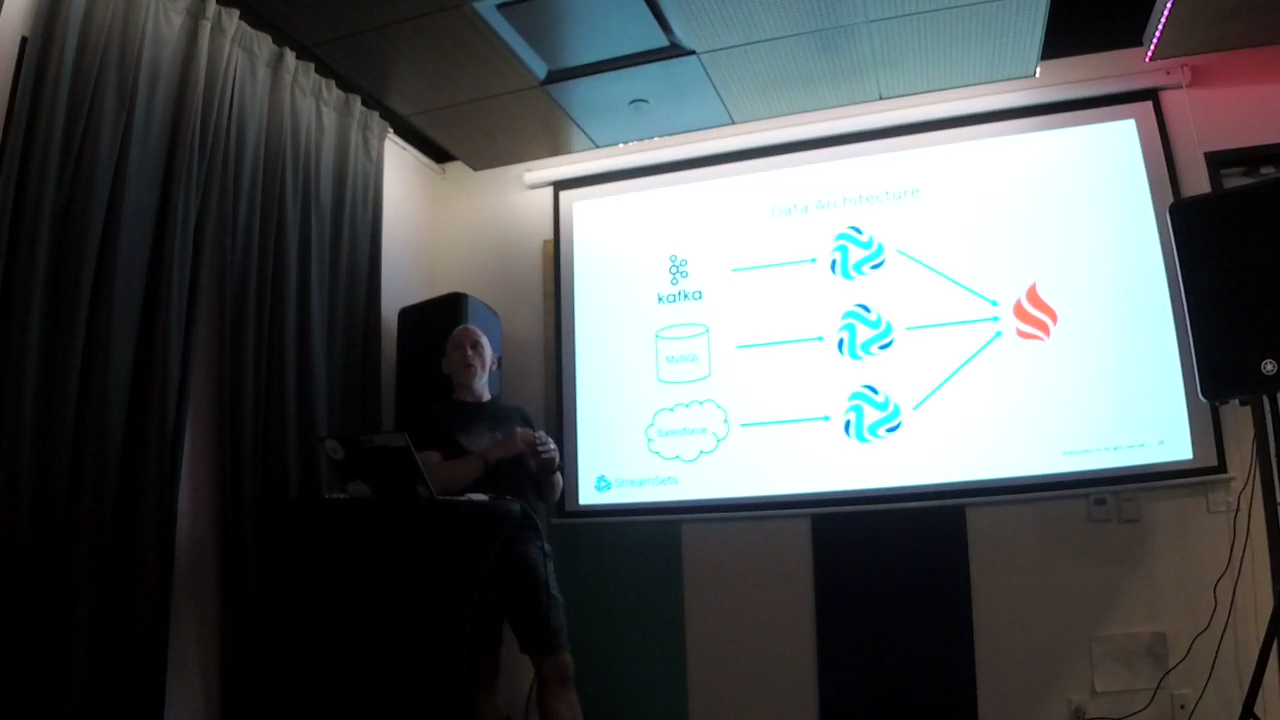 Data Architecture
kafka
MySQL
Salesforce
StreamSets